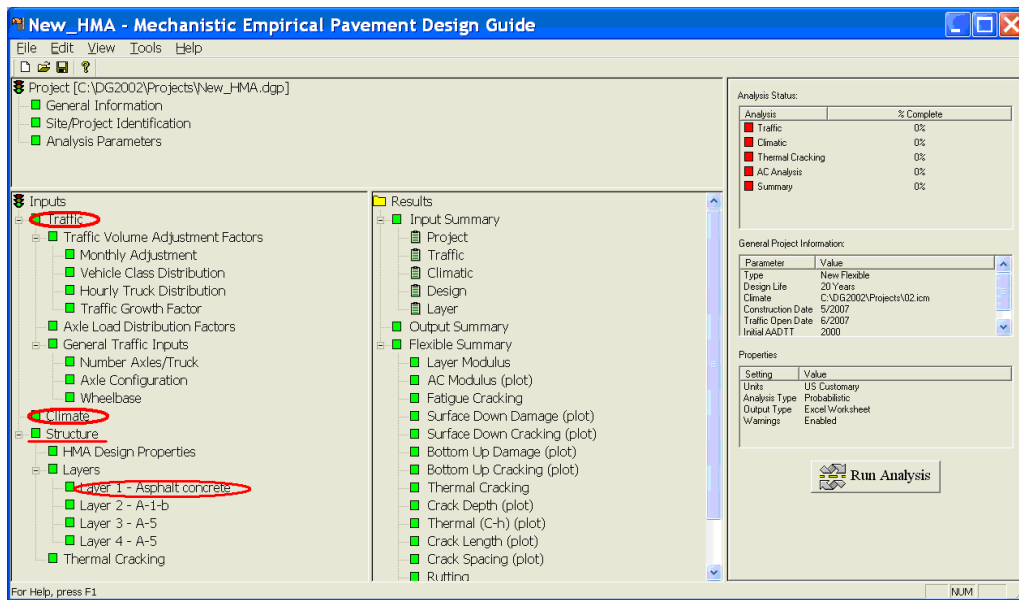 New_HMA - Mechanistic Empirical Pavement Design Guide
File Edit View Tools Help
Project [C:\DG2002\Projects\New_HMA.dgp]
General Information
Site/Project Identification
Analysis Parameters
Inputs
Traffic
Traffic Volume Adjustment Factors
Monthly Adjustment
Vehicle Class Distribution
Hourly Truck Distribution
Traffic Growth Factor
Axle Load Distribution Factors
General Traffic Inputs
Number Axles/Truck
Axle Configuration
Wheelbase
Climate
Structure
HMA Design Properties
Layers
Layer 1 - Asphalt concrete
Layer 2 - A-1-b
Layer 3 - A-5
Layer 4 - A-5
Thermal Cracking
Results
Input Summary
Project
Traffic
Climatic
Design
Layer
Output Summary
Flexible Summary
Layer Modulus
AC Modulus (plot)
Fatigue Cracking
Surface Down Damage (plot)
Surface Down Cracking (plot)
Bottom Up Damage (plot)
Bottom Up Cracking (plot)
Thermal Cracking
Crack Depth (plot)
Thermal (C-h) (plot)
Crack Length (plot)
Crack Spacing (plot)
Rutting
Analysis Status:
Analysis % Complete
Traffic 0%
Climatic 0%
Thermal Cracking 0%
AC Analysis 0%
Summary 0%
General Project Information:
Parameter Value
Type New Flexible
Design Life 20 Years
Climate C:\DG2002\Projects\02.icm
Construction Date 5/2007
Traffic Open Date 6/2007
Initial AADTT 2000
Properties
Setting Value
Units US Customary
Analysis Type Probabilistic
Output Type Excel Worksheet
Warnings Enabled
Run Analysis
For Help, press F1
NUM